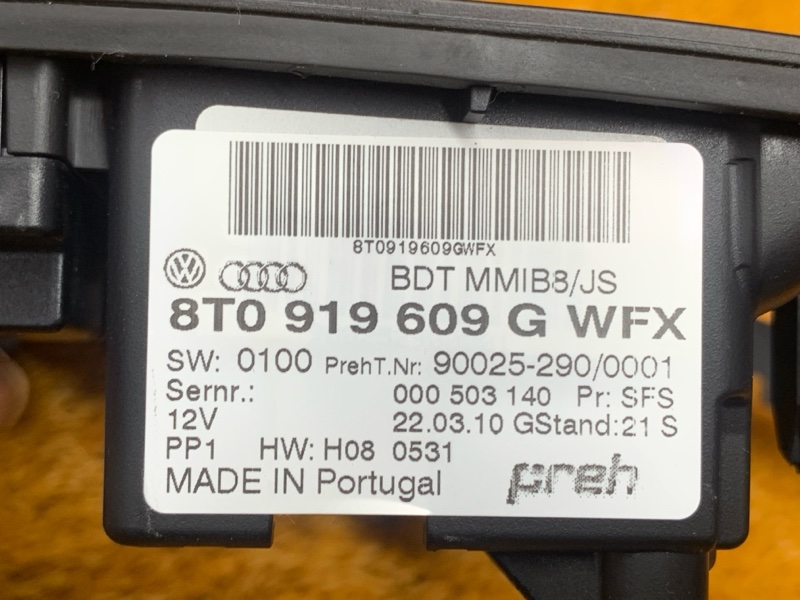 8T0919609GWFX
BDT MMIB8/JS
8T0 919 609 G WFX
SW: 0100 PrehT.Nr: 90025-290/0001
Sernr.: 000 503 140 Pr: SFS
12V 22.03.10 GStand:21 S
PP1 HW: H08 0531
MADE IN Portugal preh